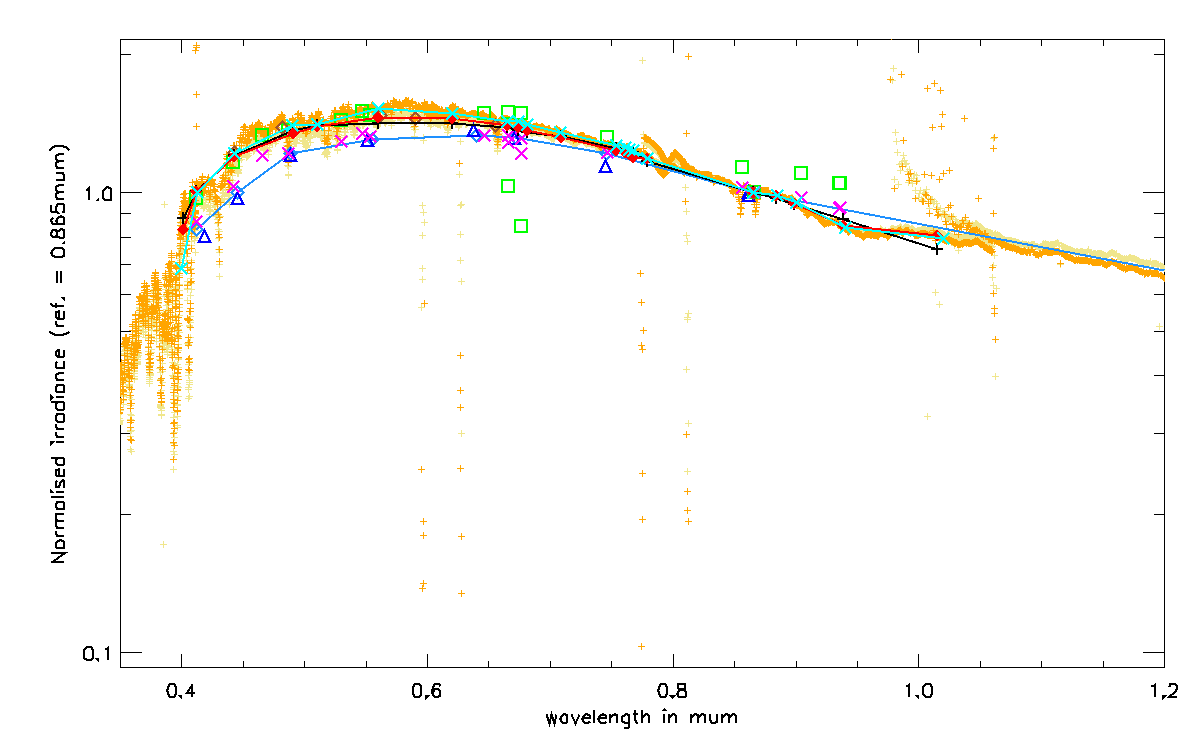 Normalised irradiance (ref. = 0.865mum)
1.0
0.1
0.4 0.6 0.8 1.0 1.2
wavelength in mum